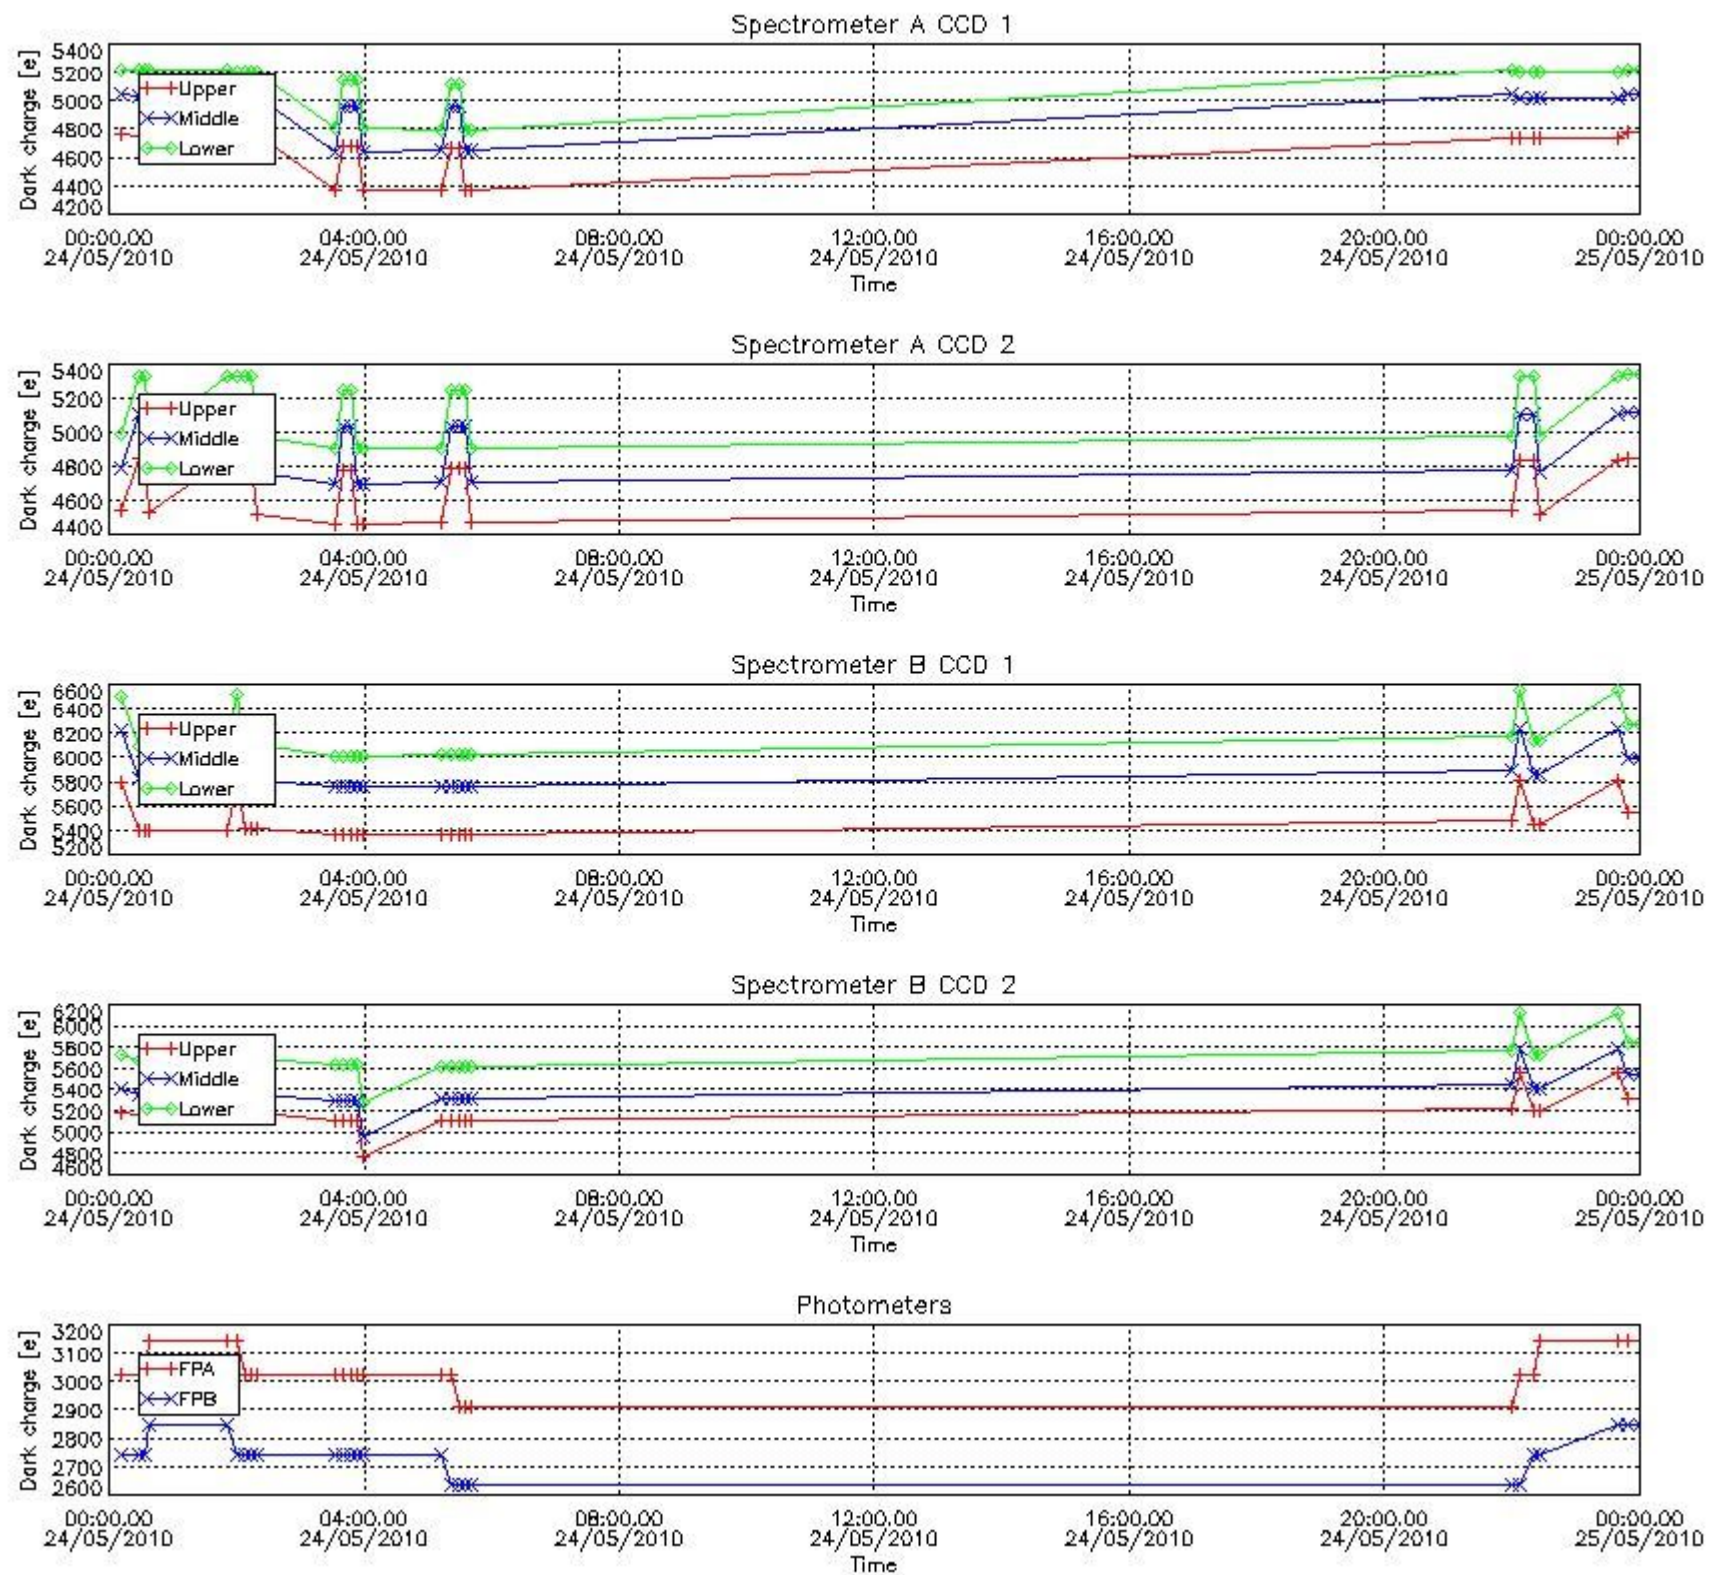 Spectrometer A CCD 1
Dark charge [e]
5400
5200
5000
4800
4600
4400
4200
Upper
Middle
Lower
00:00.00 04:00.00 08:00.00 12:00.00 16:00.00 20:00.00 00:00.00
24/05/2010 24/05/2010 24/05/2010 24/05/2010 24/05/2010 24/05/2010 25/05/2010
Time
Spectrometer A CCD 2
Dark charge [e]
5400
5200
5000
4800
4600
4400
Upper
Middle
Lower
00:00.00 04:00.00 08:00.00 12:00.00 16:00.00 20:00.00 00:00.00
24/05/2010 24/05/2010 24/05/2010 24/05/2010 24/05/2010 24/05/2010 25/05/2010
Time
Spectrometer B CCD 1
Dark charge [e]
6600
6400
6200
6000
5800
5600
5400
5200
Upper
Middle
Lower
00:00.00 04:00.00 08:00.00 12:00.00 16:00.00 20:00.00 00:00.00
24/05/2010 24/05/2010 24/05/2010 24/05/2010 24/05/2010 24/05/2010 25/05/2010
Time
Spectrometer B CCD 2
Dark charge [e]
6200
6000
5800
5600
5400
5200
5000
4800
4600
Upper
Middle
Lower
00:00.00 04:00.00 08:00.00 12:00.00 16:00.00 20:00.00 00:00.00
24/05/2010 24/05/2010 24/05/2010 24/05/2010 24/05/2010 24/05/2010 25/05/2010
Time
Photometers
Dark charge [e]
3200
3100
3000
2900
2800
2700
2600
FPA
FPB
00:00.00 04:00.00 08:00.00 12:00.00 16:00.00 20:00.00 00:00.00
24/05/2010 24/05/2010 24/05/2010 24/05/2010 24/05/2010 24/05/2010 25/05/2010
Time